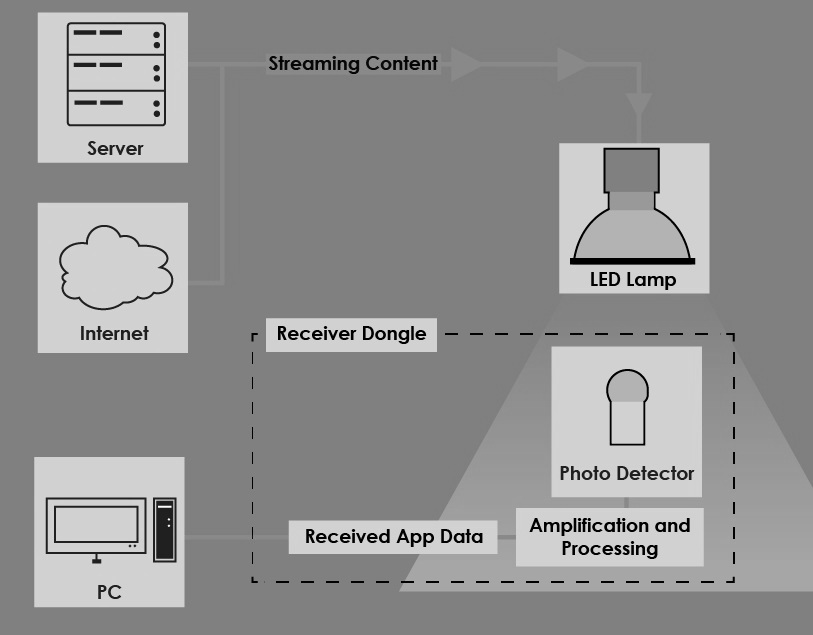 Streaming Content
Server
LED Lamp
Internet
Receiver Dongle
Photo Detector
Received App Data
Amplification and
Processing
PC